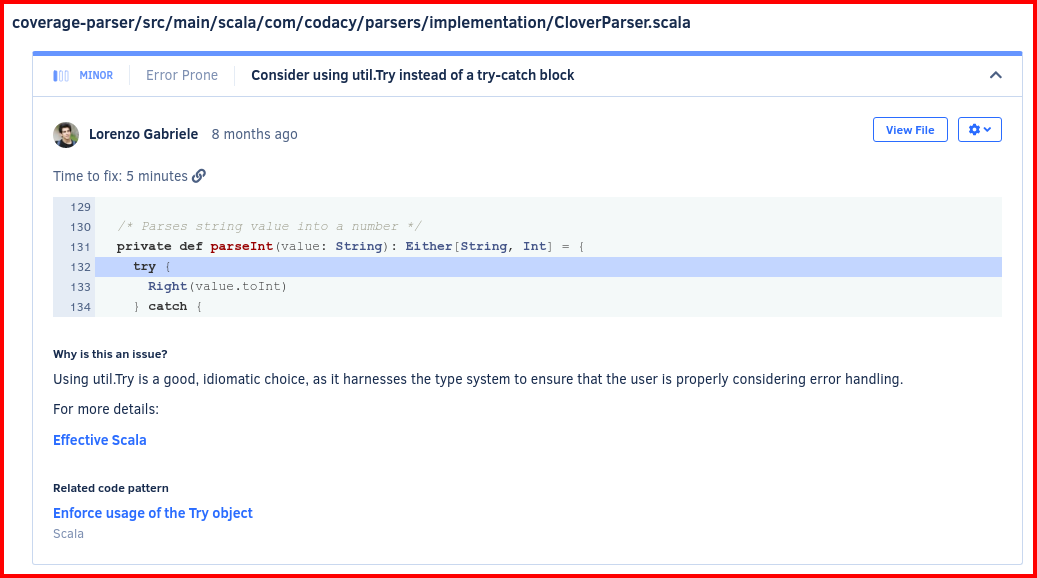 coverage-parser/src/main/scala/com/codacy/parsers/implementation/CloverParser.scala
MINOR Error Prone Consider using util.Try instead of a try-catch block
Lorenzo Gabriele 8 months ago View File
Time to fix: 5 minutes
129
130 /* Parses string value into a number */
131 private def parseInt(value: String): Either[String, Int] = {
132 try {
133 Right(value.toInt)
134 } catch {
Why is this an issue?
Using util.Try is a good, idiomatic choice, as it harnesses the type system to ensure that the user is properly considering error handling.
For more details:
Effective Scala
Related code pattern
Enforce usage of the Try object
Scala